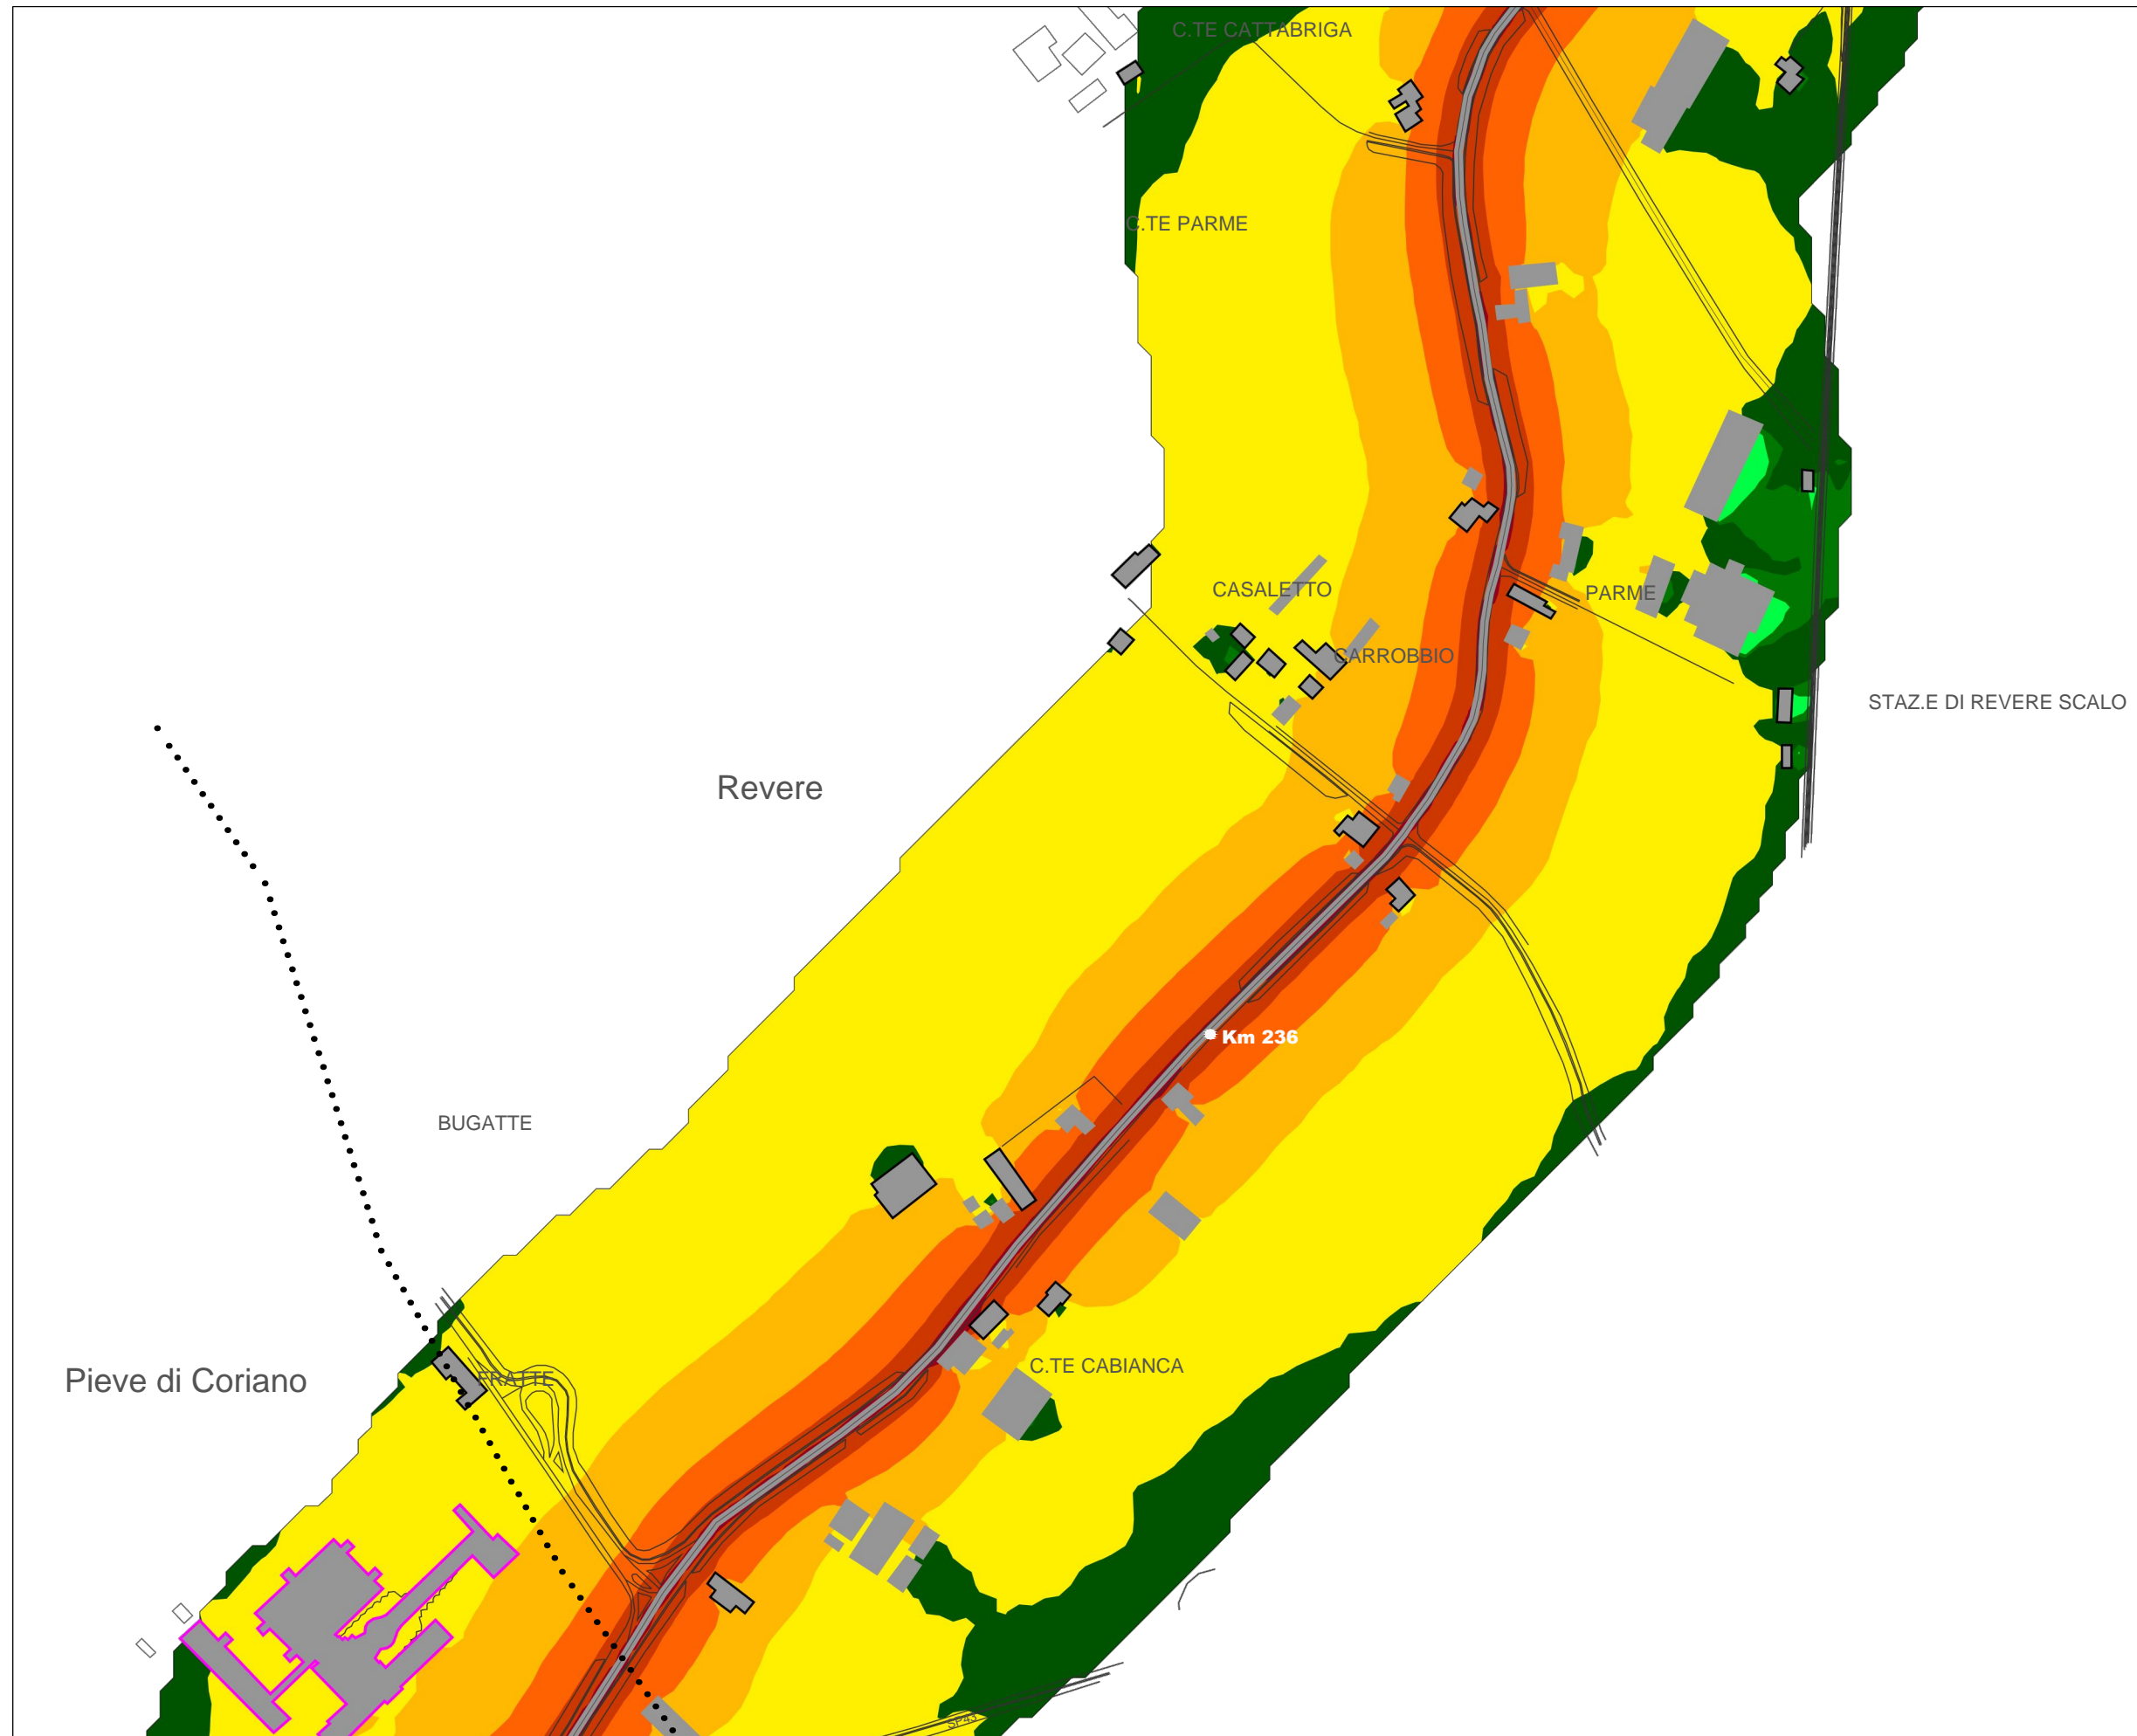 C.TE CATTABRIGA
C.TE PARME
CASALETTO
PARME
CARROBBIO
STAZ.E DI REVERE SCALO
Revere
Km 236
BUGATTE
C.TE CABIANCA
Pieve di Coriano
FRATTE
SP43